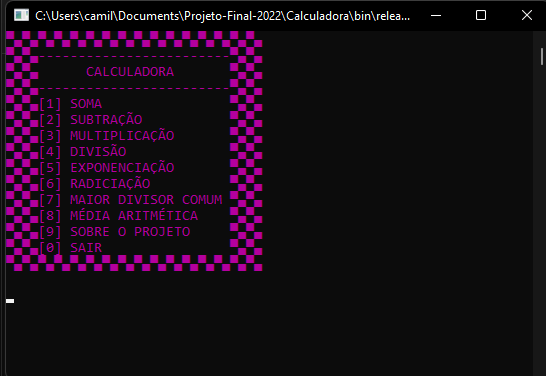 C:\Users\camil\Documents\Projeto-Final-2022\Calculadora\bin\relea...
------------------------
CALCULADORA
------------------------
[1] SOMA
[2] SUBTRAÇÃO
[3] MULTIPLICAÇÃO
[4] DIVISÃO
[5] EXPONENCIAÇÃO
[6] RADICIAÇÃO
[7] MAIOR DIVISOR COMUM
[8] MÉDIA ARITMÉTICA
[9] SOBRE O PROJETO
[0] SAIR